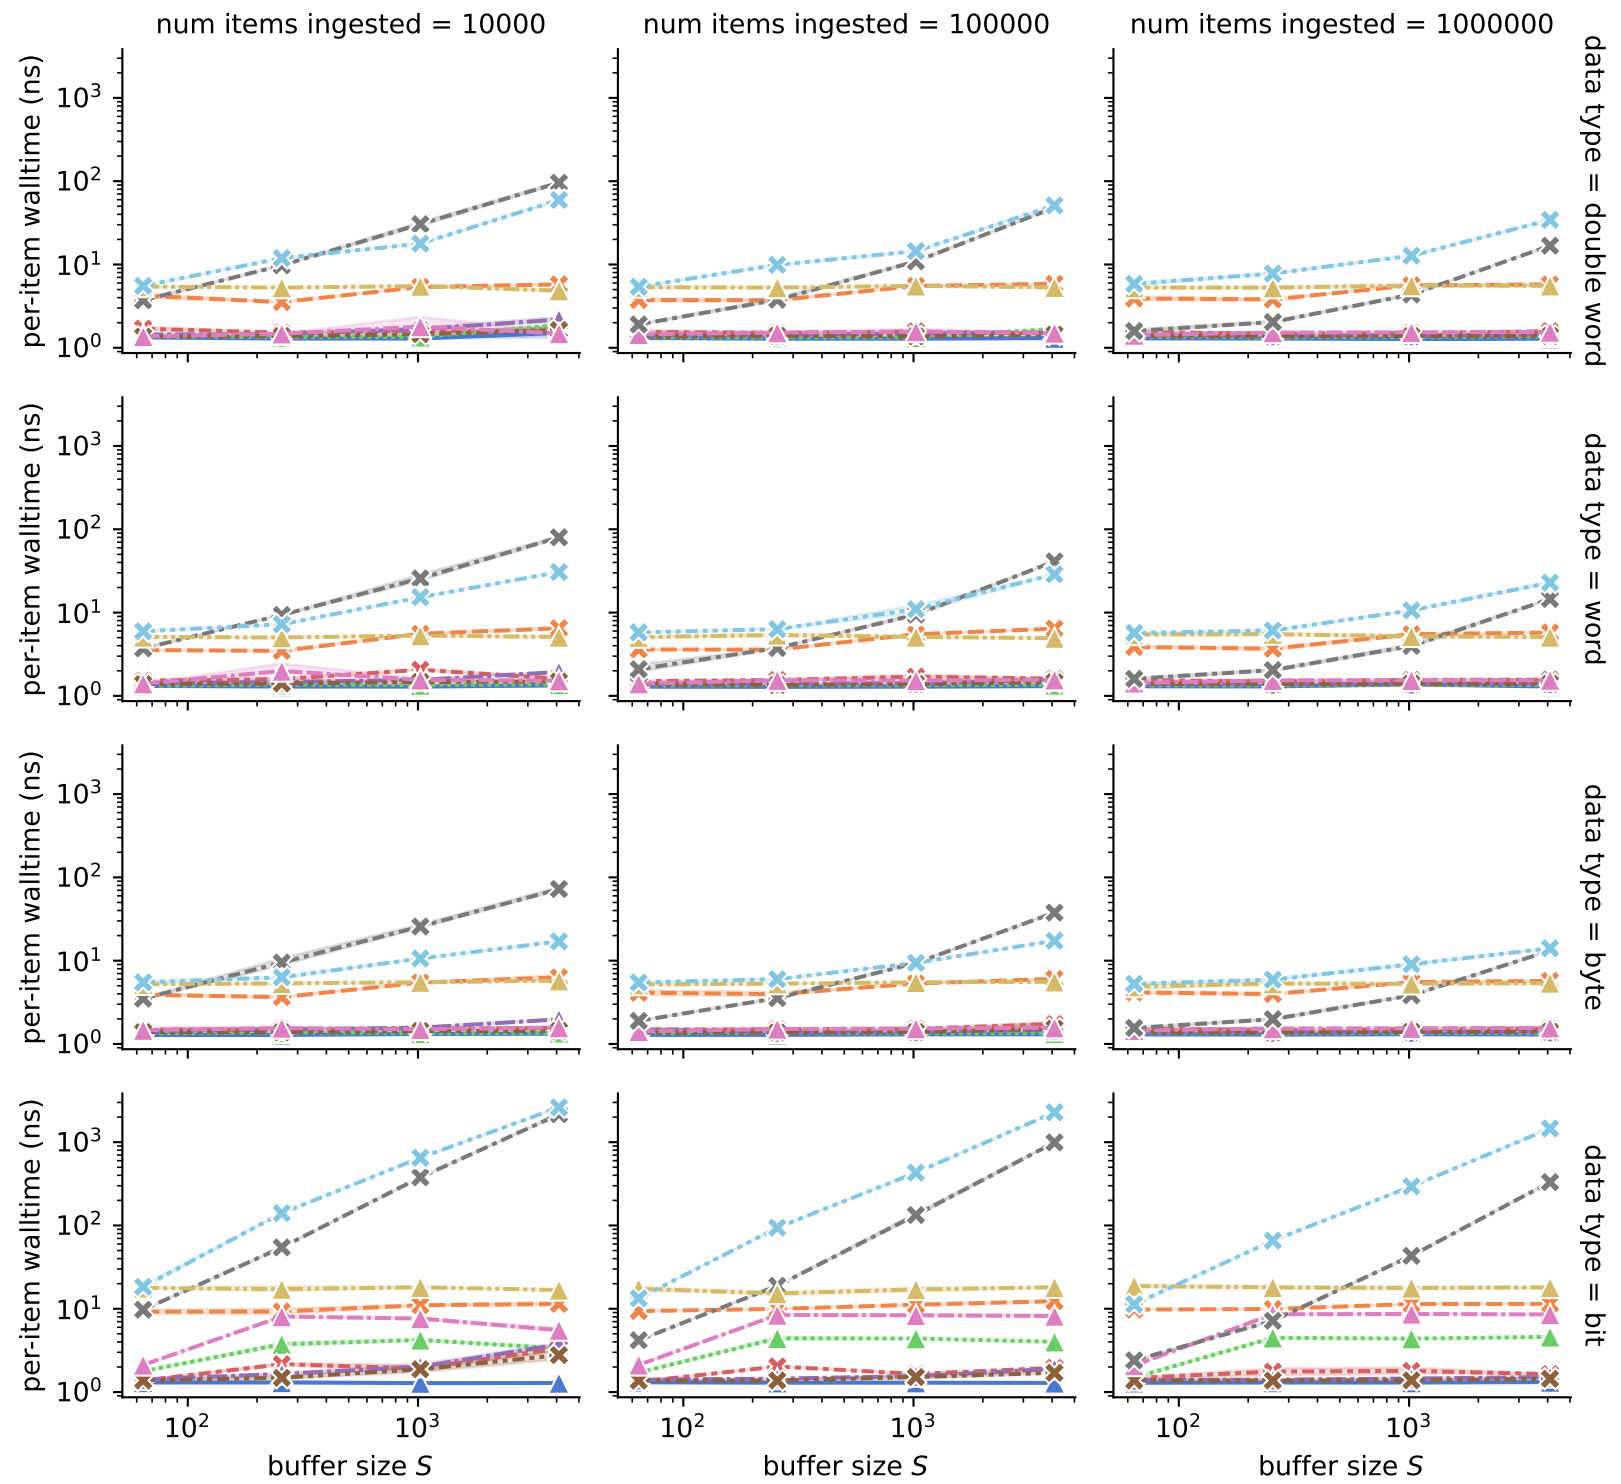 num items ingested = 10000
num items ingested = 100000
num items ingested = 1000000
per-item walltime (ns)
10³
10²
10¹
10⁰
data type = double word
per-item walltime (ns)
10³
10²
10¹
10⁰
data type = word
per-item walltime (ns)
10³
10²
10¹
10⁰
data type = byte
per-item walltime (ns)
10³
10²
10¹
10⁰
data type = bit
10² 10³
10² 10³
10² 10³
buffer size S
buffer size S
buffer size S